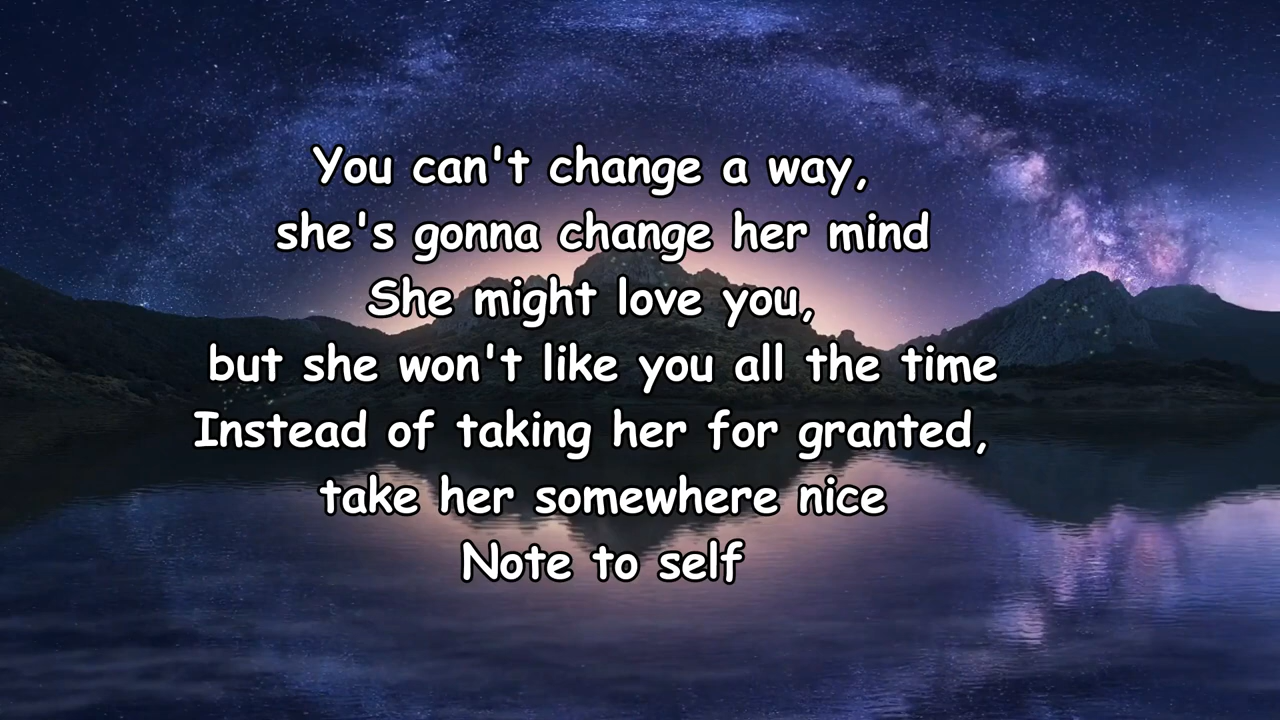 You can't change a way,
she's gonna change her mind
She might love you,
but she won't like you all the time
Instead of taking her for granted,
take her somewhere nice
Note to self